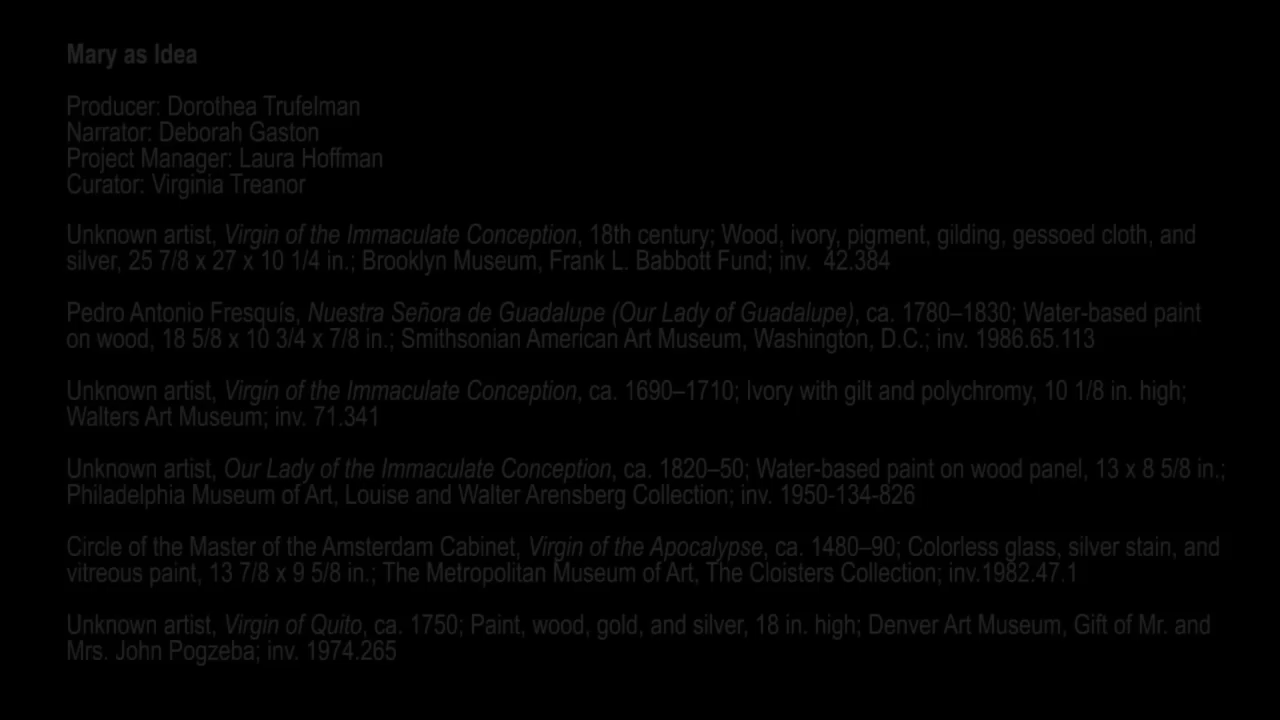 Mary as Idea
Producer: Dorothea Trufelman
Narrator: Deborah Gaston
Project Manager: Laura Hoffman
Curator: Virginia Treanor
Unknown artist, Virgin of the Immaculate Conception, 18th century; Wood, ivory, pigment, gilding, gessoed cloth, and
silver, 25 7/8 x 27 x 10 1/4 in.; Brooklyn Museum, Frank L. Babbott Fund; inv.  42.384
Pedro Antonio Fresquís, Nuestra Señora de Guadalupe (Our Lady of Guadalupe), ca. 1780–1830; Water-based paint
on wood, 18 5/8 x 10 3/4 x 7/8 in.; Smithsonian American Art Museum, Washington, D.C.; inv. 1986.65.113
Unknown artist, Virgin of the Immaculate Conception, ca. 1690–1710; Ivory with gilt and polychromy, 10 1/8 in. high;
Walters Art Museum; inv. 71.341
Unknown artist, Our Lady of the Immaculate Conception, ca. 1820–50; Water-based paint on wood panel, 13 x 8 5/8 in.;
Philadelphia Museum of Art, Louise and Walter Arensberg Collection; inv. 1950-134-826
Circle of the Master of the Amsterdam Cabinet, Virgin of the Apocalypse, ca. 1480–90; Colorless glass, silver stain, and
vitreous paint, 13 7/8 x 9 5/8 in.; The Metropolitan Museum of Art, The Cloisters Collection; inv.1982.47.1
Unknown artist, Virgin of Quito, ca. 1750; Paint, wood, gold, and silver, 18 in. high; Denver Art Museum, Gift of Mr. and
Mrs. John Pogzeba; inv. 1974.265